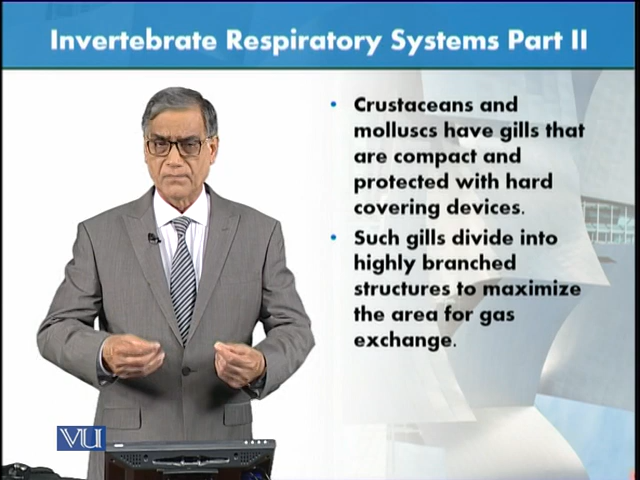 Invertebrate Respiratory Systems Part II
• Crustaceans and
molluscs have gills that
are compact and
protected with hard
covering devices.
• Such gills divide into
highly branched
structures to maximize
the area for gas
exchange.
VU